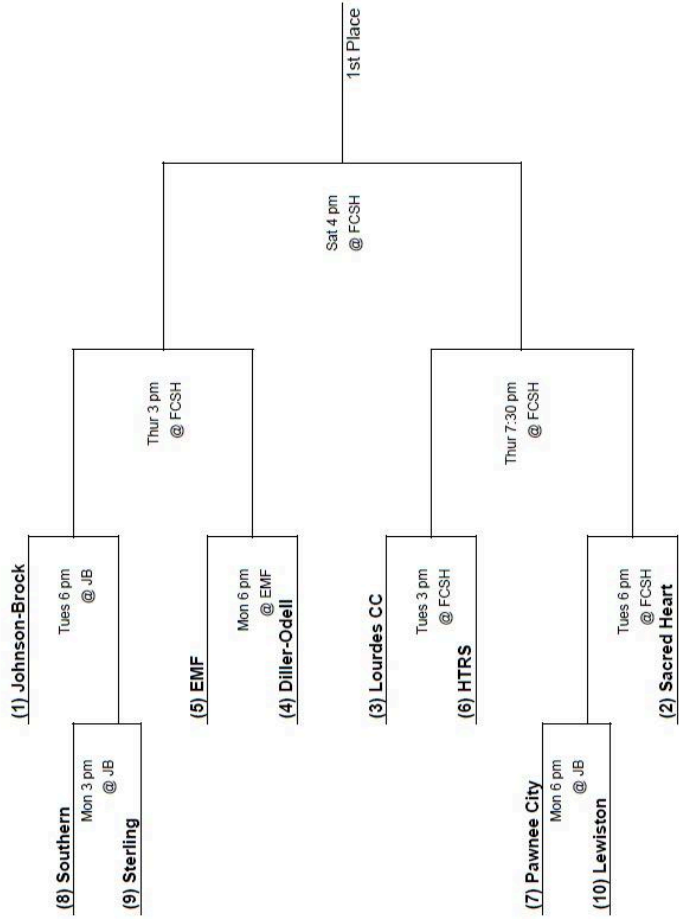 (1) Johnson-Brock
Tues 6 pm
@ JB
(8) Southern
Mon 3 pm
@ JB
(9) Sterling
Thur 3 pm
@ FCSH
(5) EMF
Mon 6 pm
@ EMF
(4) Diller-Odell
Sat 4 pm
@ FCSH
1st Place
(3) Lourdes CC
Tues 3 pm
@ FCSH
(6) HTRS
Thur 7:30 pm
@ FCSH
(7) Pawnee City
Mon 6 pm
@ JB
(10) Lewiston
Tues 6 pm
@ FCSH
(2) Sacred Heart